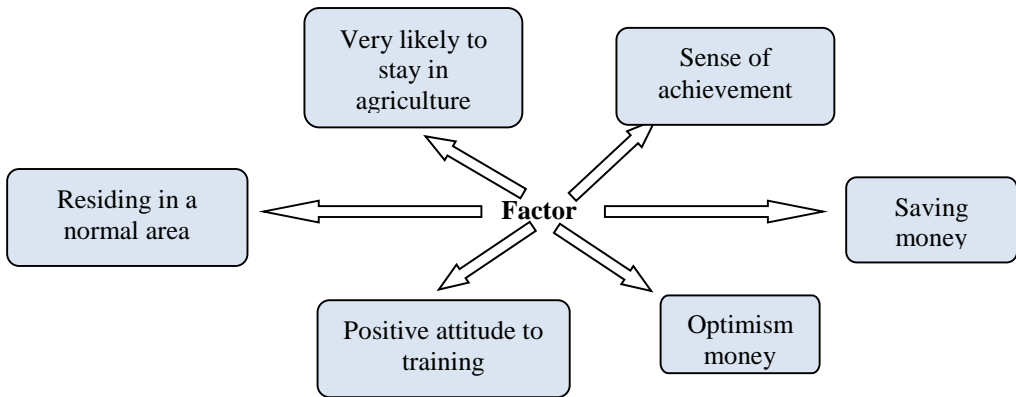 Very likely to
stay in
agriculture
Sense of
achievement
Residing in a
normal area
Factor
Saving
money
Positive attitude to
training
Optimism
money